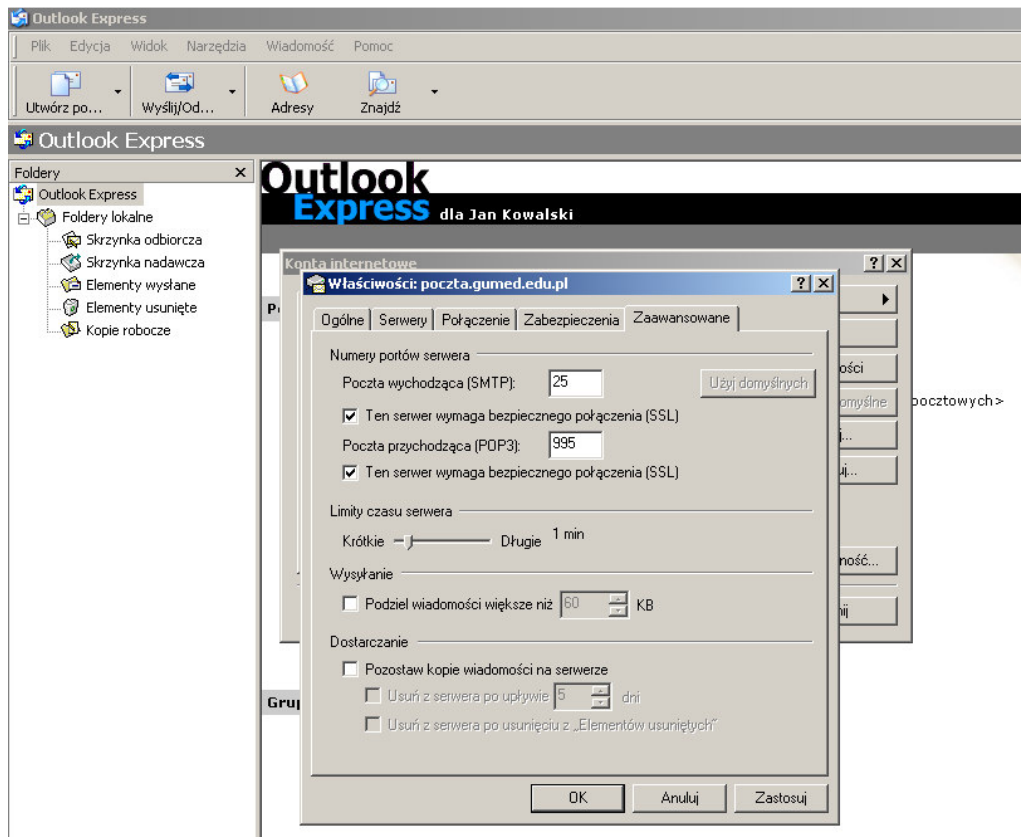 Outlook Express
Plik Edycja Widok Narzędzia Wiadomość Pomoc
Utwórz po... Wyślij/Od... Adresy Znajdź
Outlook Express
Foldery
Outlook Express
Foldery lokalne
Skrzynka odbiorcza
Skrzynka nadawcza
Elementy wysłane
Elementy usunięte
Kopie robocze
Outlook
Express dla Jan Kowalski
Konta internetowe
Właściwości: poczta.gumed.edu.pl
Ogólne Serwery Połączenie Zabezpieczenia Zaawansowane
Numery portów serwera
Poczta wychodząca (SMTP): 25 Użyj domyślnych
Ten serwer wymaga bezpiecznego połączenia (SSL)
Poczta przychodząca (POP3): 995
Ten serwer wymaga bezpiecznego połączenia (SSL)
Limity czasu serwera
Krótkie Długie 1 min
Wysyłanie
Podziel wiadomości większe niż 60 KB
Dostarczanie
Pozostaw kopie wiadomości na serwerze
Usuń z serwera po upływie 5 dni
Usuń z serwera po usunięciu z „Elementów usuniętych”
OK Anuluj Zastosuj
ości
omyślne
pocztowych>
ność...
Gru